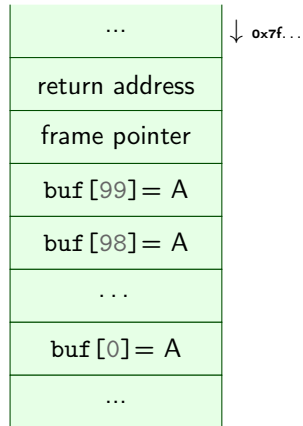 ...
↓ 0x7f...
return address
frame pointer
buf[99]= A
buf[98]= A
...
buf[0]= A
...